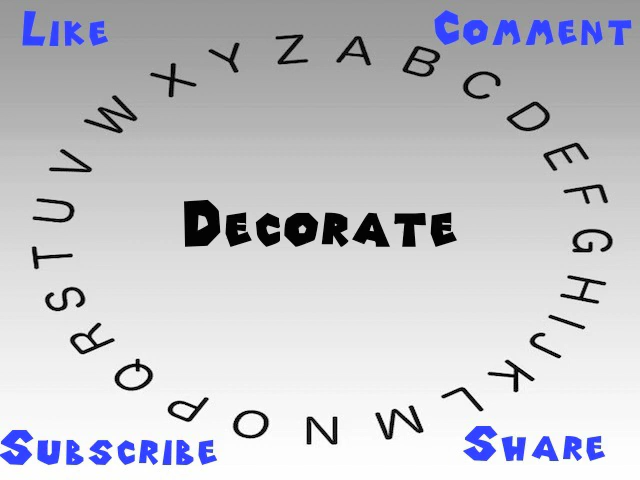 Like
Comment
A B C D E F G H I J K L M N O P Q R S T U V W X Y Z
Decorate
Subscribe
Share